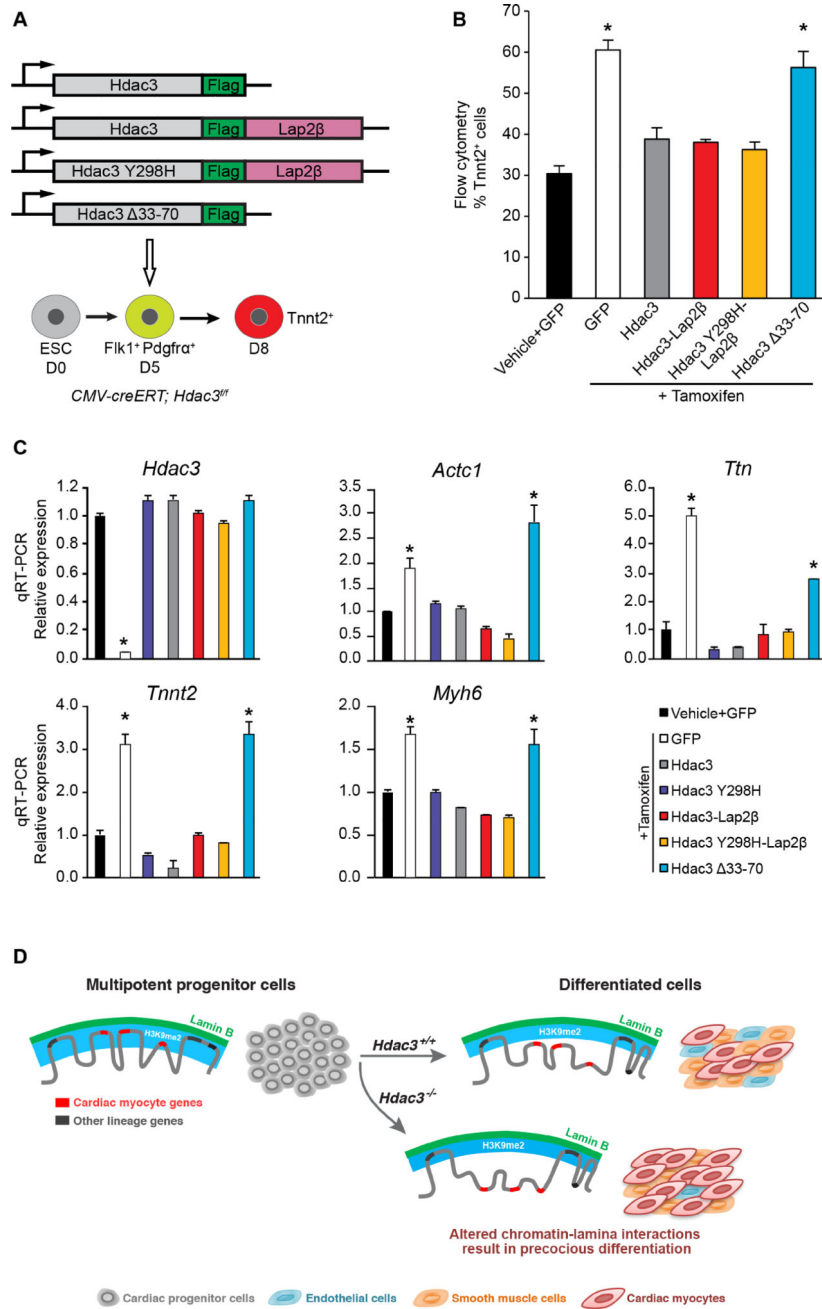 A
Hdac3 Flag
Hdac3 Flag Lap2β
Hdac3 Y298H Flag Lap2β
Hdac3 Δ33-70 Flag
Tnnt2⁺
ESC Flk1⁺ Pdgfrα⁺ D8
D0 D5
CMV-creERT; Hdac3f/f
B
Flow cytometry
% Tnnt2⁺ cells
70
60
50
40
30
20
10
0
* *
Vehicle+GFP
GFP
Hdac3
Hdac3-Lap2β
Hdac3 Y298H-
Lap2β
Hdac3 Δ33-70
+ Tamoxifen
C
Hdac3
qRT-PCR
Relative expression
1.2
1.0
0.8
0.6
0.4
0.2
0.0
*
Actc1
3.5
3.0
2.5
2.0
1.5
1.0
0.5
0.0
* *
Ttn
6.0
5.0
4.0
3.0
2.0
1.0
0.0
* *
Tnnt2
qRT-PCR
Relative expression
4.0
3.0
2.0
1.0
0.0
* *
Myh6
2.0
1.5
1.0
0.5
0.0
* *
Vehicle+GFP
GFP
Hdac3
Hdac3 Y298H
Hdac3-Lap2β
Hdac3 Y298H-Lap2β
Hdac3 Δ33-70
+Tamoxifen
D
Multipotent progenitor cells
Differentiated cells
Lamin B
H3K9me2
Cardiac myocyte genes
Other lineage genes
Hdac3+/+
Hdac3-/-
Lamin B
H3K9me2
Lamin B
H3K9me2
Altered chromatin-lamina interactions
result in precocious differentiation
Cardiac progenitor cells Endothelial cells Smooth muscle cells Cardiac myocytes